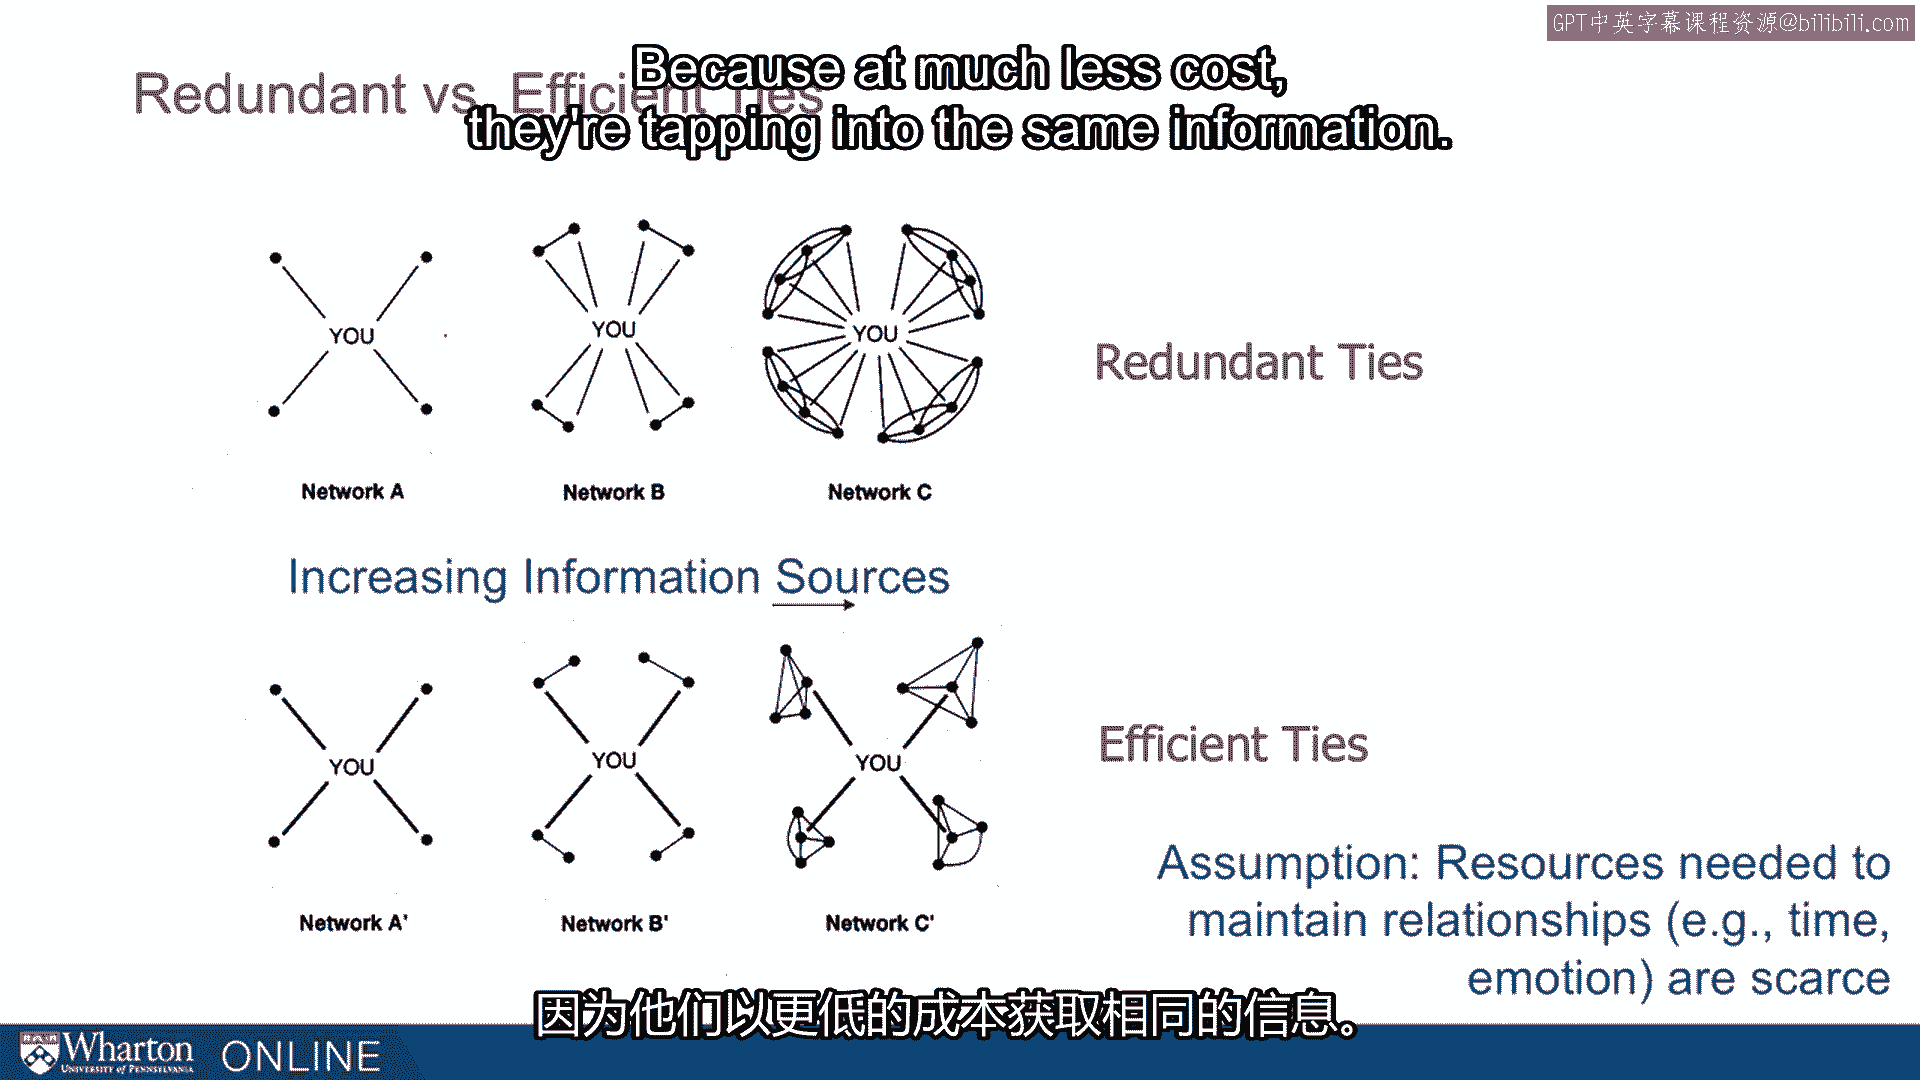 GPT中英字幕课程资源@bilibili.com
Redundant vs. Efficient Ties
Because at much less cost,
they're tapping into the same information.
YOU
YOU
YOU
Redundant Ties
Network A
Network B
Network C
Increasing Information Sources
YOU
YOU
YOU
Efficient Ties
Network A'
Network B'
Network C'
Assumption: Resources needed to
maintain relationships (e.g., time,
emotion) are scarce
因为他们以更低的成本获取相同的信息。
Wharton
UNIVERSITY of PENNSYLVANIA
ONLINE